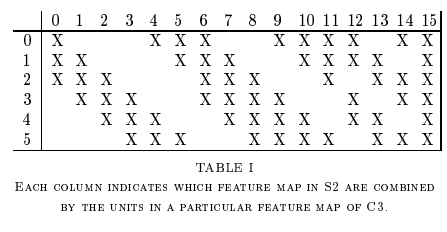 0 1 2 3 4 5 6 7 8 9 10 11 12 13 14 15
0 X X X X X X X X X X
1 X X X X X X X X X X
2 X X X X X X X X X X
3 X X X X X X X X X X
4 X X X X X X X X X X
5 X X X X X X X X X X
TABLE I
Each column indicates which feature map in S2 are combined
by the units in a particular feature map of C3.